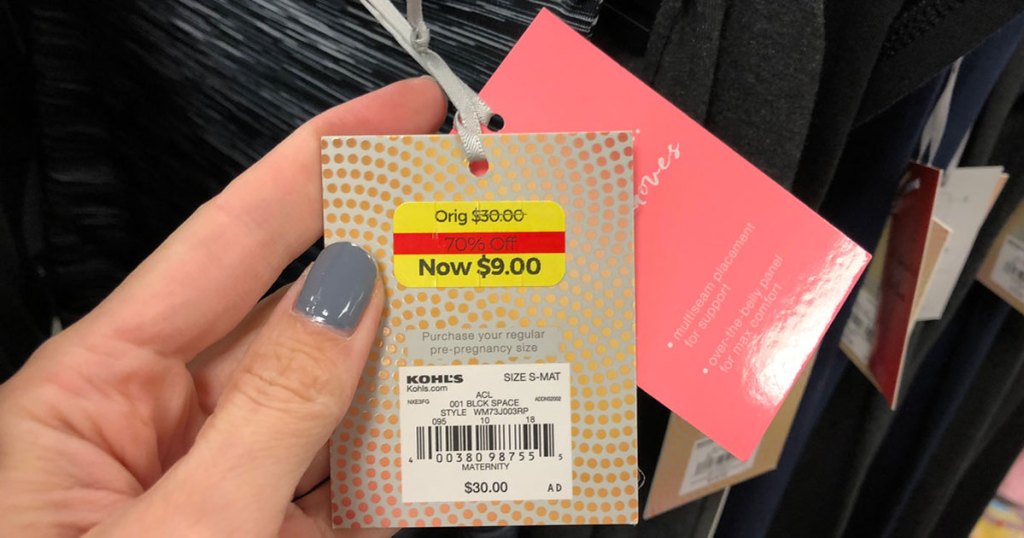 Orig $30.00
70% Off
Now $9.00
Purchase your regular
pre-pregnancy size
KOHL'S
Kohls.com
SIZE S-MAT
ACL
NXE3FG
001 BLCK SPACE
ADDNS2002
STYLE WM73J003RP
095 10 18
4 00380 98755 5
MATERNITY
$30.00
A D
• multiseam placement
for support!
• over-the-belly panel
for max comfort!